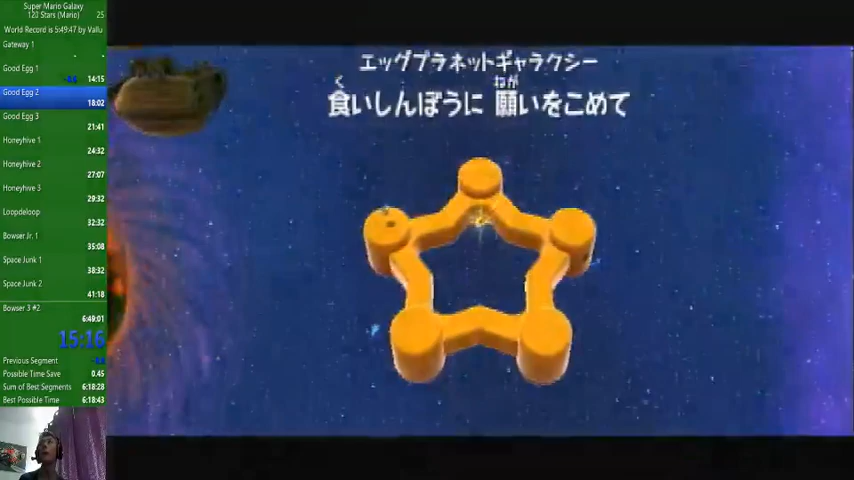 Super Mario Galaxy
120 Stars (Mario) 25
World Record is 5:49:47 by Vallu
Gateway 1
- -
Good Egg 1
14:15
Good Egg 2
18:02
Good Egg 3
21:41
Honeyhive 1
24:32
Honeyhive 2
27:07
Honeyhive 3
29:32
Loopdeloop
32:32
Bowser Jr. 1
35:08
Space Junk 1
38:32
Space Junk 2
41:18
Bowser 3 #2
6:49:01
15:16
Previous Segment
Possible Time Save 0.45
Sum of Best Segments 6:18:28
Best Possible Time 6:18:43
エッグプラネットギャラクシー
く ねが
食いしんぼうに 願いをこめて